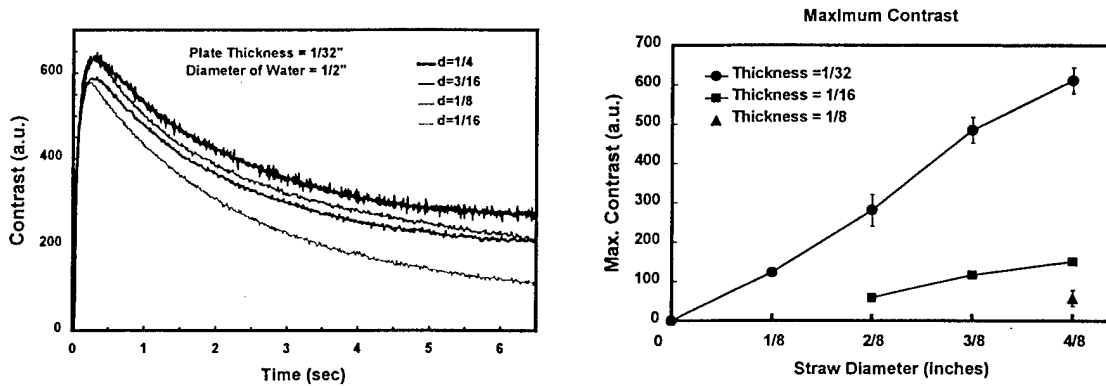 Plate Thickness = 1/32"
Diameter of Water = 1/2"
d=1/4
d=3/16
d=1/8
d=1/16
600
400
200
0
0
1
2
3
4
5
6
Contrast (a.u.)
Time (sec)
Maximum Contrast
Thickness =1/32
Thickness = 1/16
Thickness = 1/8
700
600
500
400
300
200
100
0
0
1/8
2/8
3/8
4/8
Max. Contrast (a.u.)
Straw Diameter (inches)